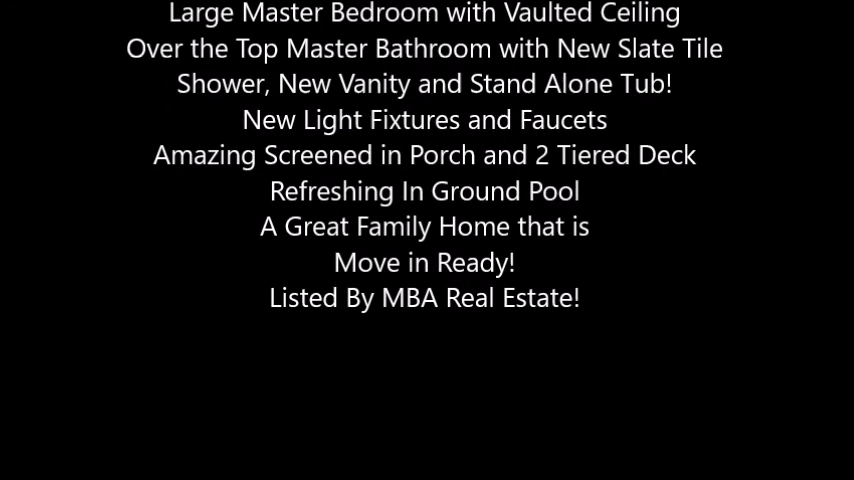 Large Master Bedroom with Vaulted Ceiling
Over the Top Master Bathroom with New Slate Tile
Shower, New Vanity and Stand Alone Tub!
New Light Fixtures and Faucets
Amazing Screened in Porch and 2 Tiered Deck
Refreshing In Ground Pool
A Great Family Home that is
Move in Ready!
Listed By MBA Real Estate!